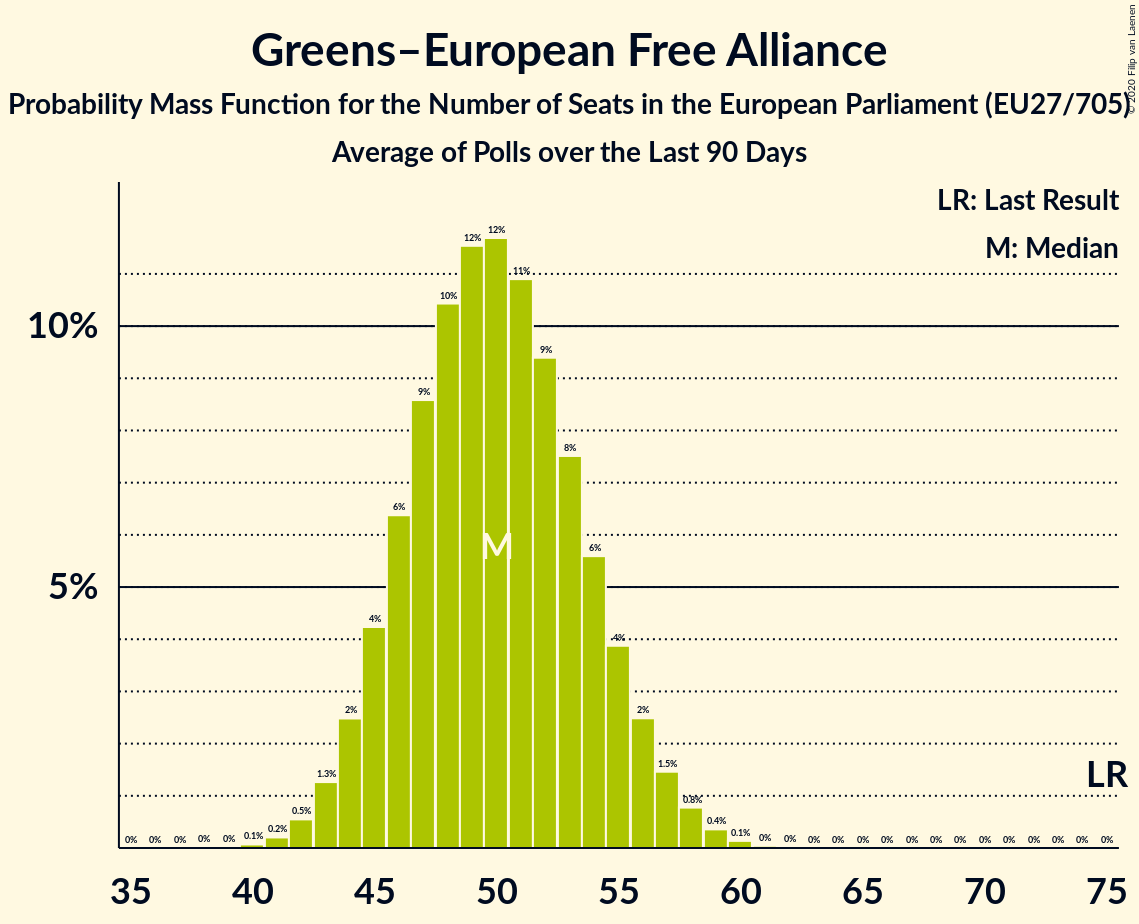 Greens–European Free Alliance
Probability Mass Function for the Number of Seats in the European Parliament (EU27/705)
Average of Polls over the Last 90 Days
© 2020 Filip van Laenen
LR: Last Result
M: Median
10%
5%
0% 0% 0% 0% 0% 0.1% 0.2% 0.5% 1.3% 2% 4% 6% 9% 10% 12% 12% 11% 9% 8% 6% 4% 2% 1.5% 0.8% 0.4% 0.1% 0% 0% 0% 0% 0% 0% 0% 0% 0% 0% 0% 0% 0% 0% 0%
M
LR
35 40 45 50 55 60 65 70 75